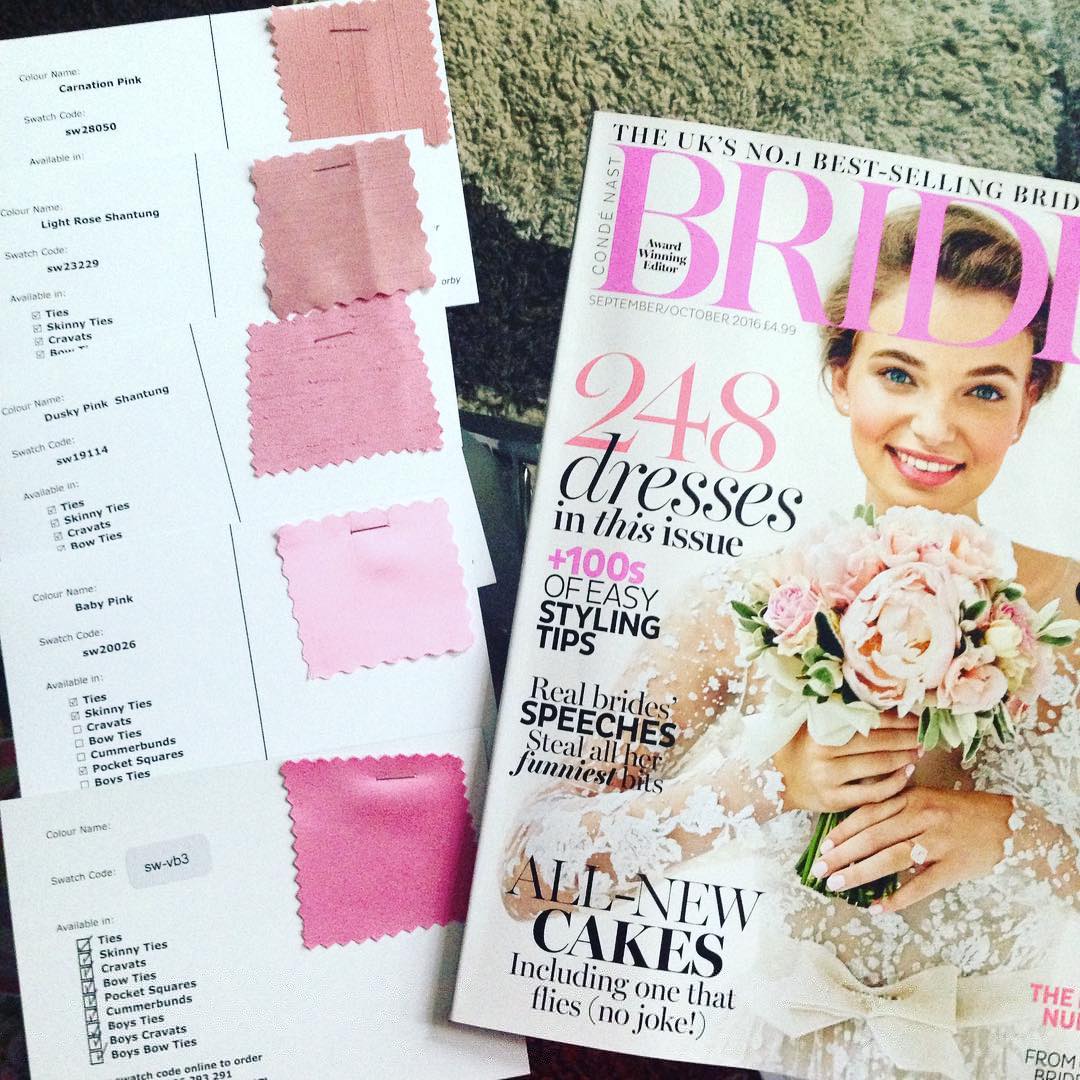 Colour Name:
Carnation Pink
Swatch Code:
sw28050
Available in:
Colour Name:
Light Rose Shantung
Swatch Code:
sw23229
Available in:
Ties
Skinny Ties
Cravats
orby
Colour Name:
Dusky Pink Shantung
Swatch Code:
sw19114
Available in:
Ties
Skinny Ties
Cravats
Bow Ties
Colour Name:
Baby Pink
Swatch Code:
sw20026
Available in:
Ties
Skinny Ties
Cravats
Bow Ties
Cummerbunds
Pocket Squares
Boys Ties
Colour Name:
Swatch Code: sw-vb3
Available in:
Ties
Skinny Ties
Cravats
Bow Ties
Pocket Squares
Cummerbunds
Boys Ties
Boys Cravats
Boys Bow Ties
swatch code online to order
293 291
THE UK'S NO.1 BEST-SELLING BRID
CONDÉ NAST
BRIDE
Award
Winning
Editor
SEPTEMBER/OCTOBER 2016 £4.99
248
dresses
in this issue
+100s
OF EASY
STYLING
TIPS
Real brides'
SPEECHES
Steal all her
funniest bits
ALL-NEW
CAKES
Including one that
flies (no joke!)
THE
NU
FROM
BRID